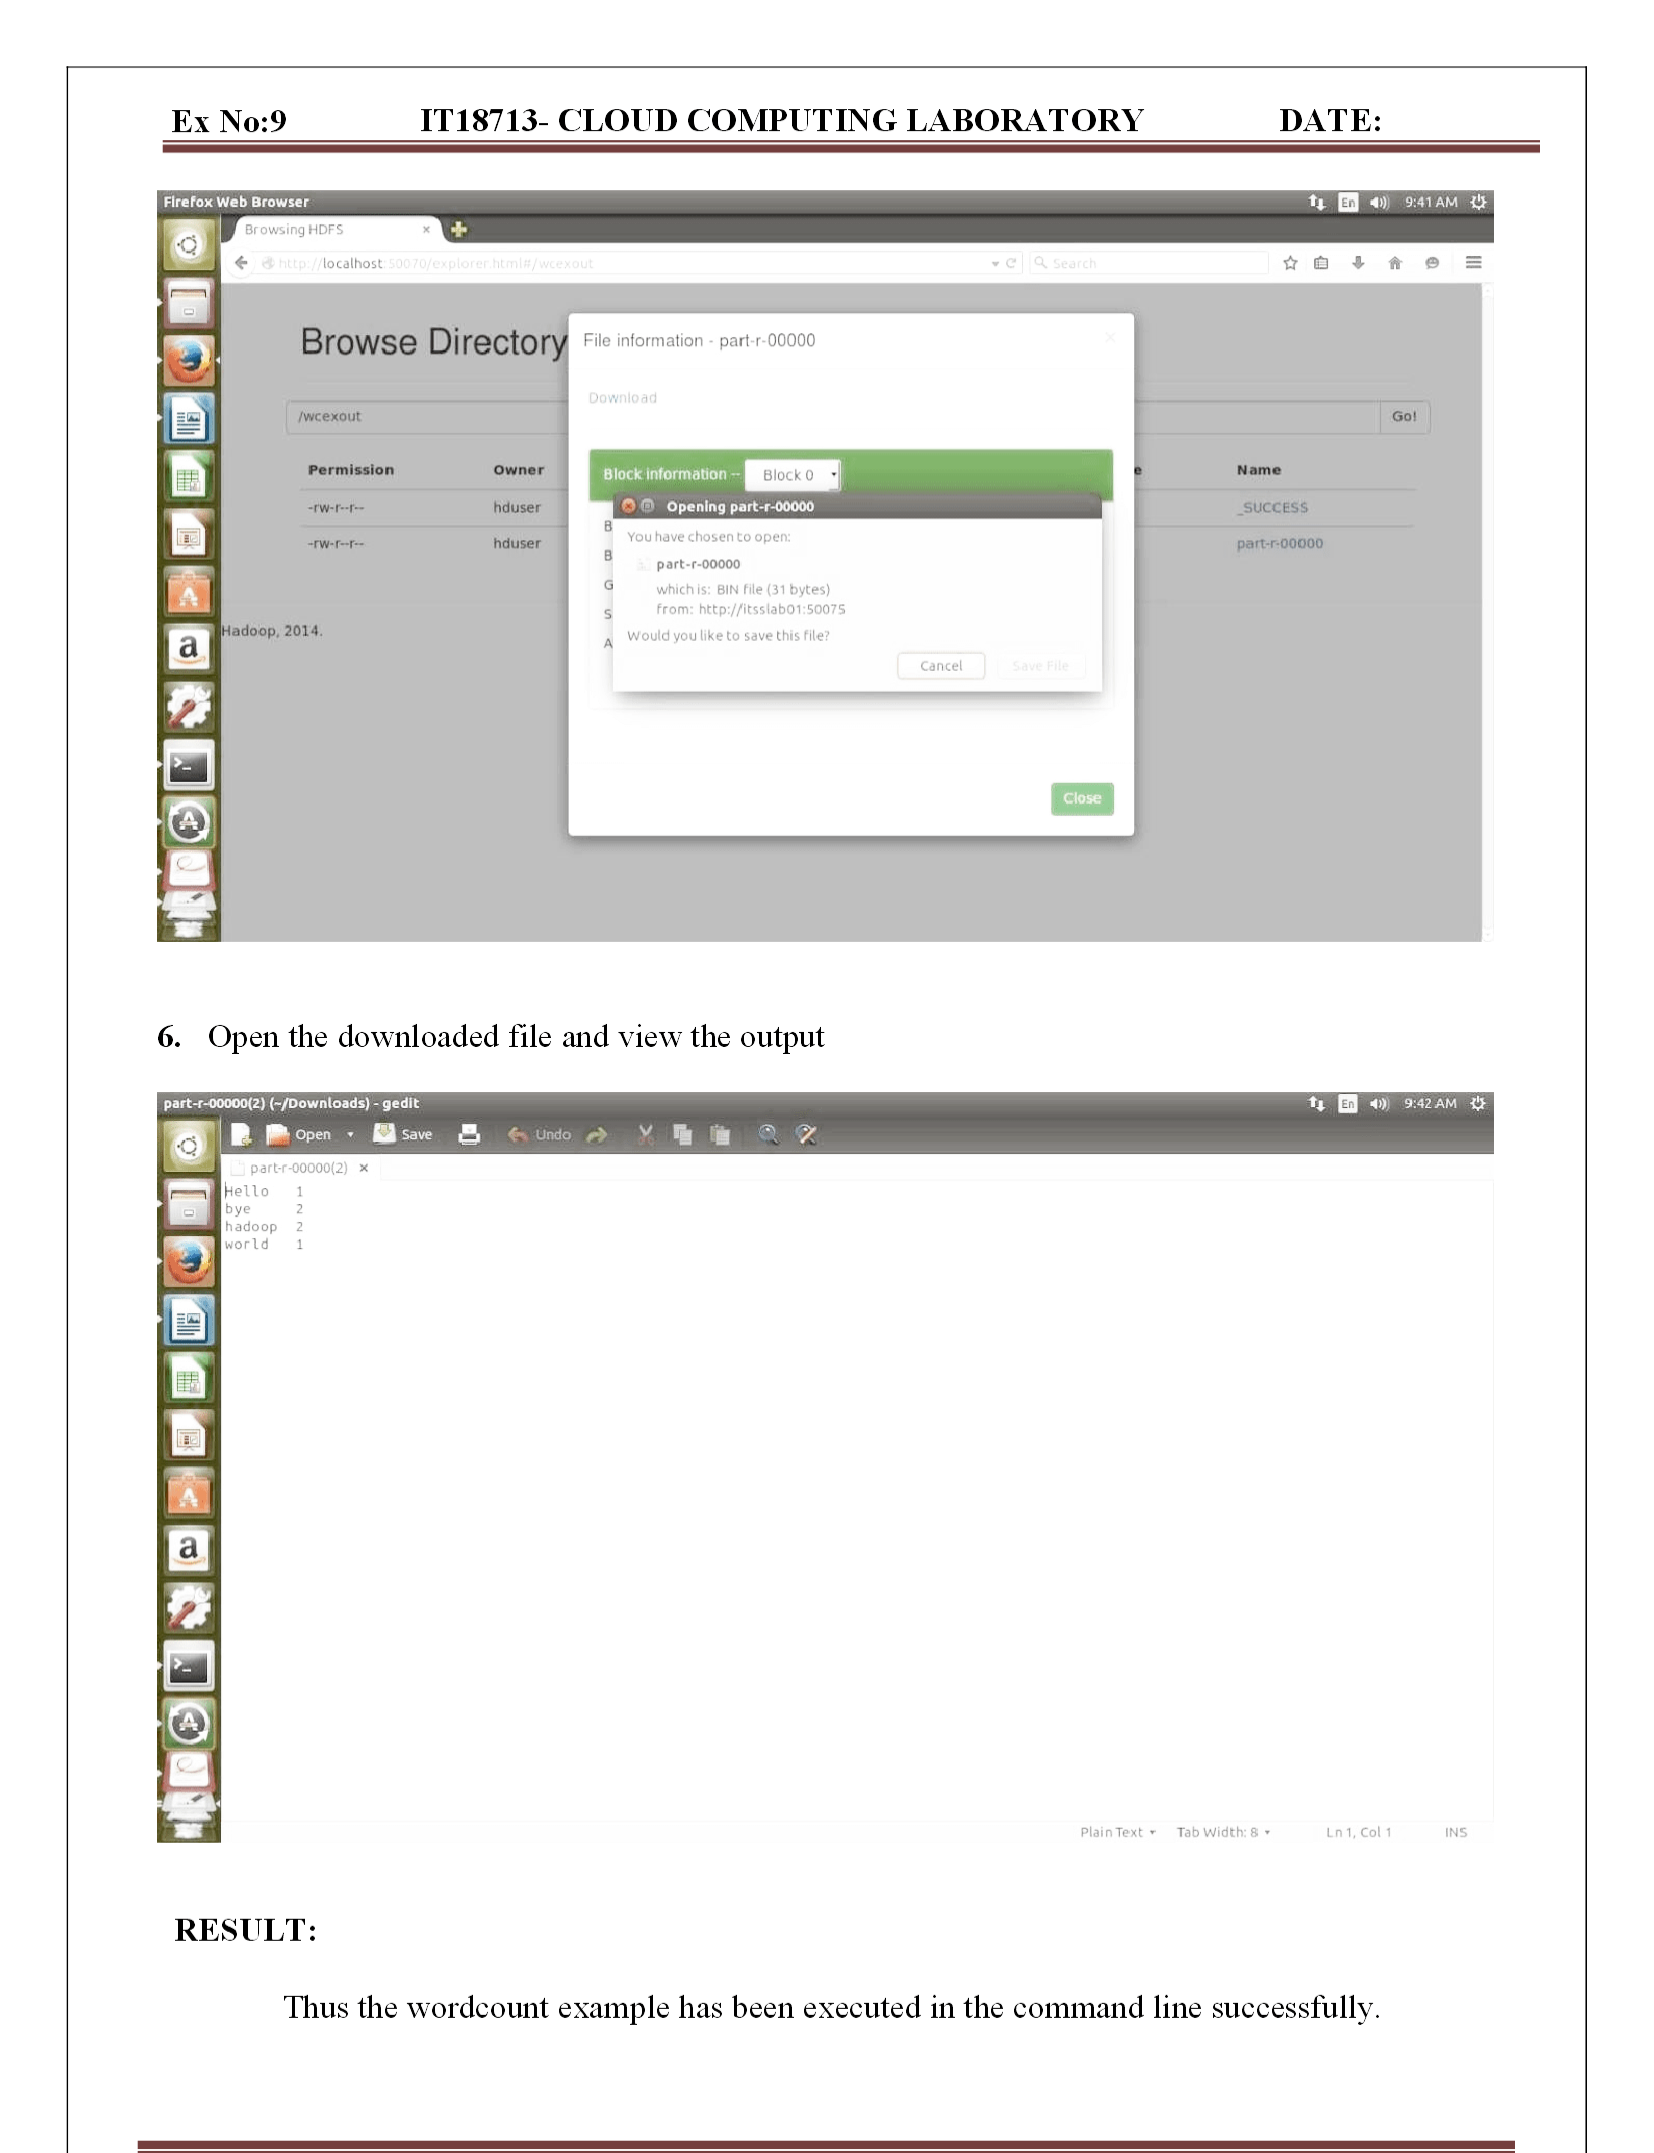 Ex No:9 IT18713- CLOUD COMPUTING LABORATORY DATE:
Firefox Web Browser En 9:41 AM
Browsing HDFS
http://localhost:50070/explorer.html#/wcexout Search
Browse Directory
File information - part-r-00000
Download
/wcexout Go!
Permission Owner e Name
Block information -- Block 0
-rw-r--r-- hduser _SUCCESS
Opening part-r-00000
B
You have chosen to open:
-rw-r--r-- hduser part-r-00000
B
part-r-00000
G
which is: BIN file (31 bytes)
S
from: http://itsslab01:50075
Hadoop, 2014.
A
Would you like to save this file?
Cancel Save File
Close
6. Open the downloaded file and view the output
part-r-00000(2) (~/Downloads) - gedit En 9:42 AM
Open Save Undo
part-r-00000(2)
Hello 1
bye 2
hadoop 2
world 1
Plain Text Tab Width: 8 Ln 1, Col 1 INS
RESULT:
Thus the wordcount example has been executed in the command line successfully.